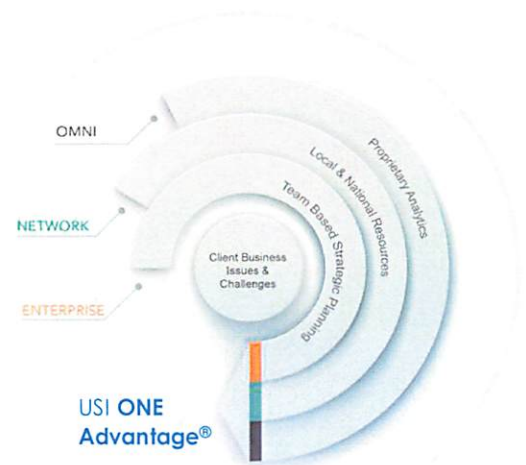 OMNI
NETWORK
ENTERPRISE
Proprietary Analytics
Local & National Resources
Team Based Strategic Planning
Client Business
Issues &
Challenges
USI ONE
Advantage®